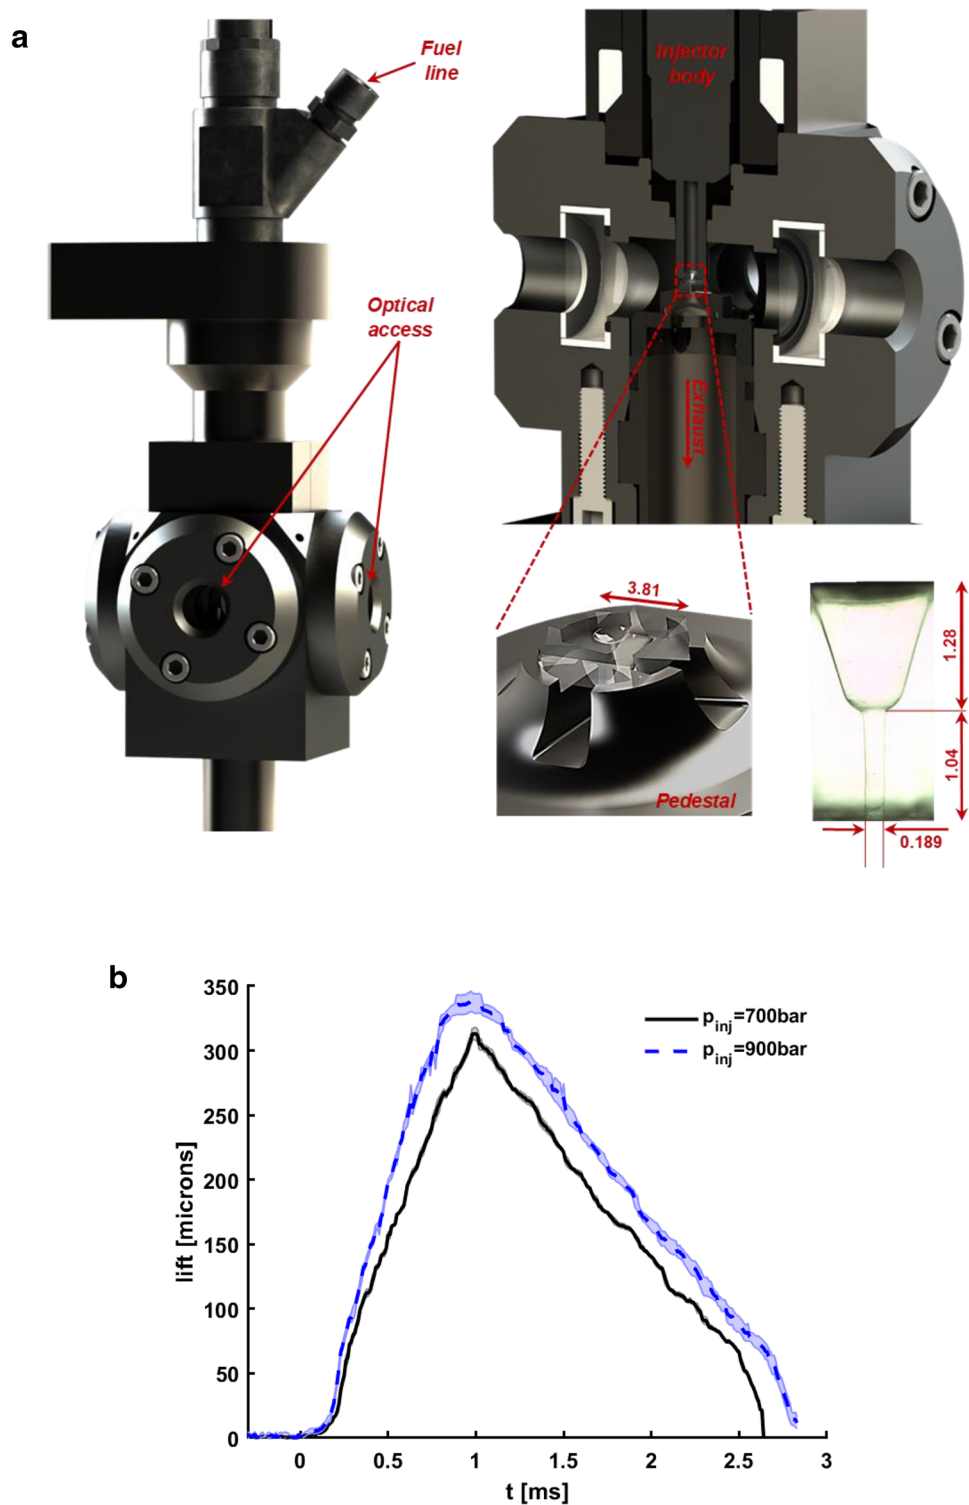 a
Fuel
line
Injector
body
Optical
access
Exhaust
3.81
Pedestal
1.28
1.04
0.189
b
350
300
250
200
150
100
50
0
lift [microns]
p_inj=700bar
p_inj=900bar
0
0.5
1
1.5
2
2.5
3
t [ms]